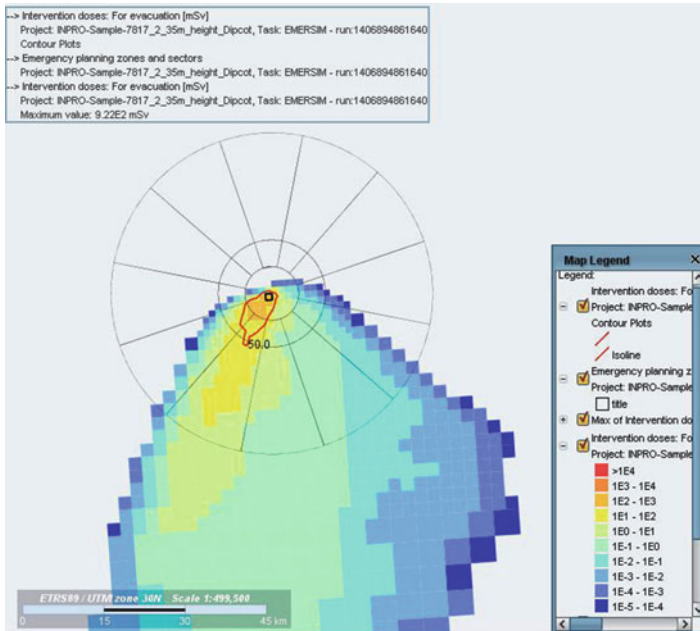 --> Intervention doses: For evacuation [mSv]
Project: INPRO-Sample-7817_2_35m_height_Dipcot, Task: EMERSIM - run:1406894861640
Contour Plots
--> Emergency planning zones and sectors
Project: INPRO-Sample-7817_2_35m_height_Dipcot, Task: EMERSIM - run:1406894861640
--> Intervention doses: For evacuation [mSv]
Project: INPRO-Sample-7817_2_35m_height_Dipcot, Task: EMERSIM - run:1406894861640
Maximum value: 9.22E2 mSv
50.0
Map Legend
Legend:
Intervention doses: Fo
Project: INPRO-Sample
Contour Plots
Isoline
Emergency planning z
Project: INPRO-Sample
title
Max of Intervention do
Intervention doses: Fo
Project: INPRO-Sample
>1E4
1E3 - 1E4
1E2 - 1E3
1E1 - 1E2
1E0 - 1E1
1E-1 - 1E0
1E-2 - 1E-1
1E-3 - 1E-2
1E-4 - 1E-3
1E-5 - 1E-4
ETRS89 / UTM zone 30N Scale 1:499,500
0 15 30 45 km